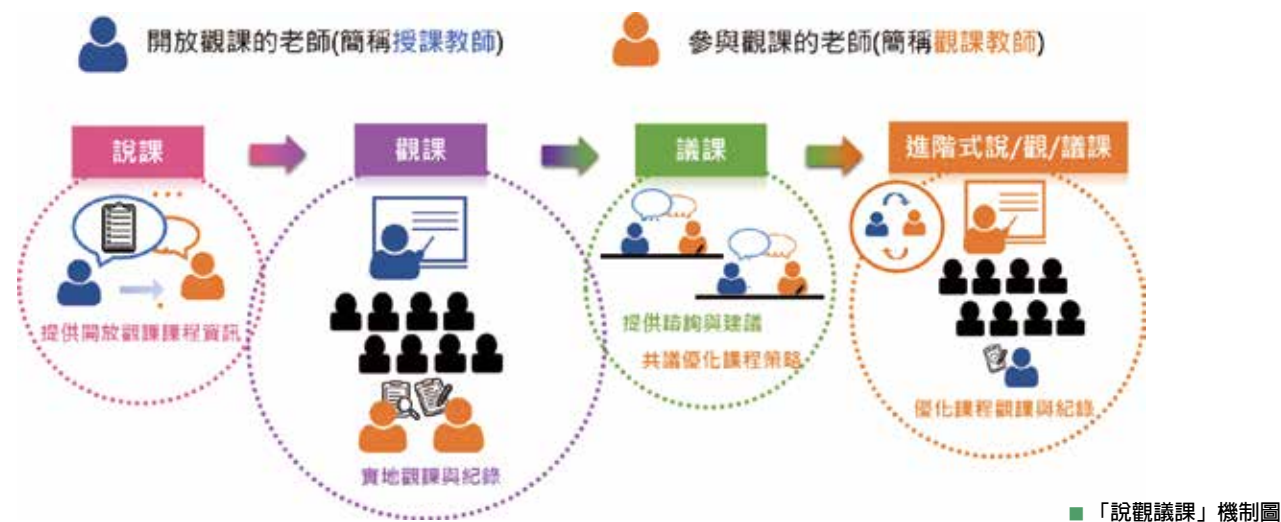 開放觀課的老師(簡稱授課教師)
參與觀課的老師(簡稱觀課教師)
說課
觀課
議課
進階式說/觀/議課
提供開放觀課課程資訊
實地觀課與紀錄
提供諮詢與建議
共議優化課程策略
優化課程觀課與紀錄
「說觀議課」機制圖